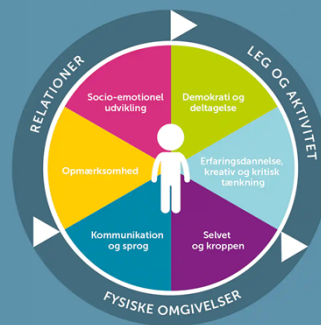 RELATIONER
LEG OG AKTIVITET
Socio-emotionel
udvikling
Demokrati og
deltagelse
Opmærksomhed
Erfaringsdannelse,
kreativ og kritisk
tænkning
Kommunikation
og sprog
Selvet
og kroppen
FYSISKE OMGIVELSER